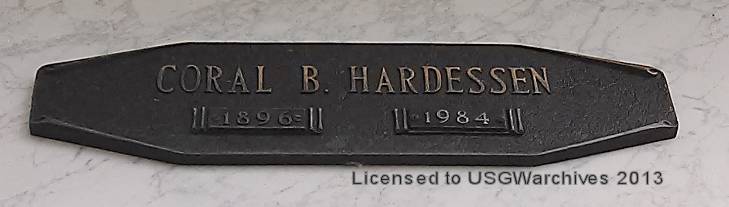 CORAL B. HARDESSEN
1896 1984
Licensed to USGWarchives 2013